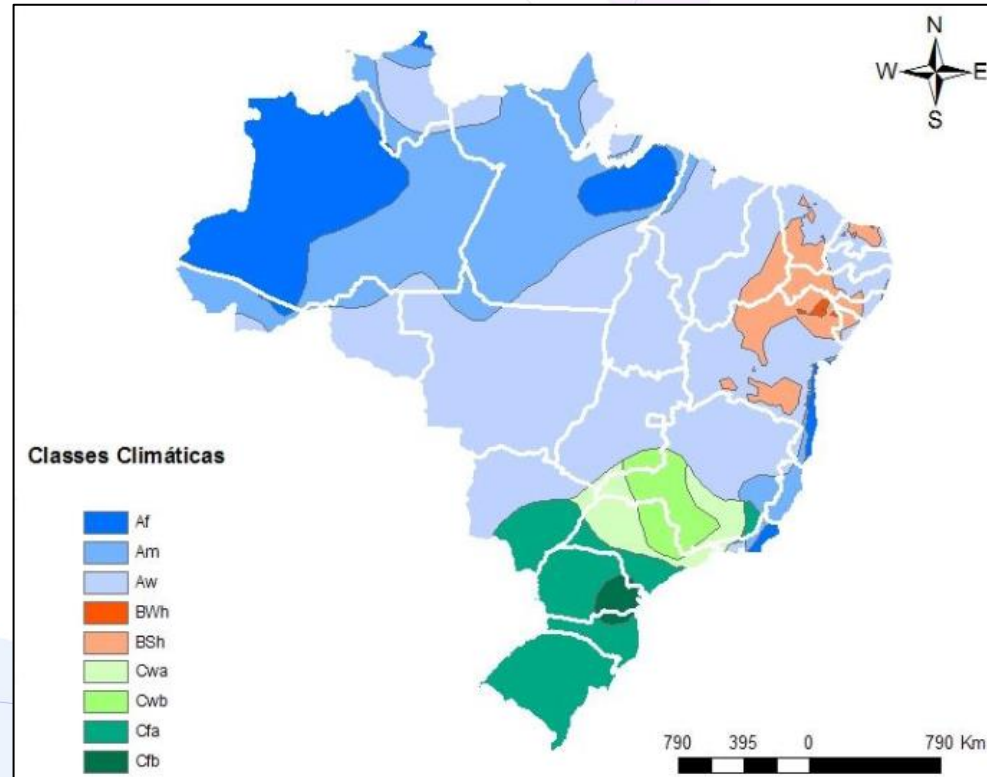 N
W E
S
Classes Climáticas
Af
Am
Aw
BWh
BSh
Cwa
Cwb
Cfa
Cfb
790 395 0 790 Km